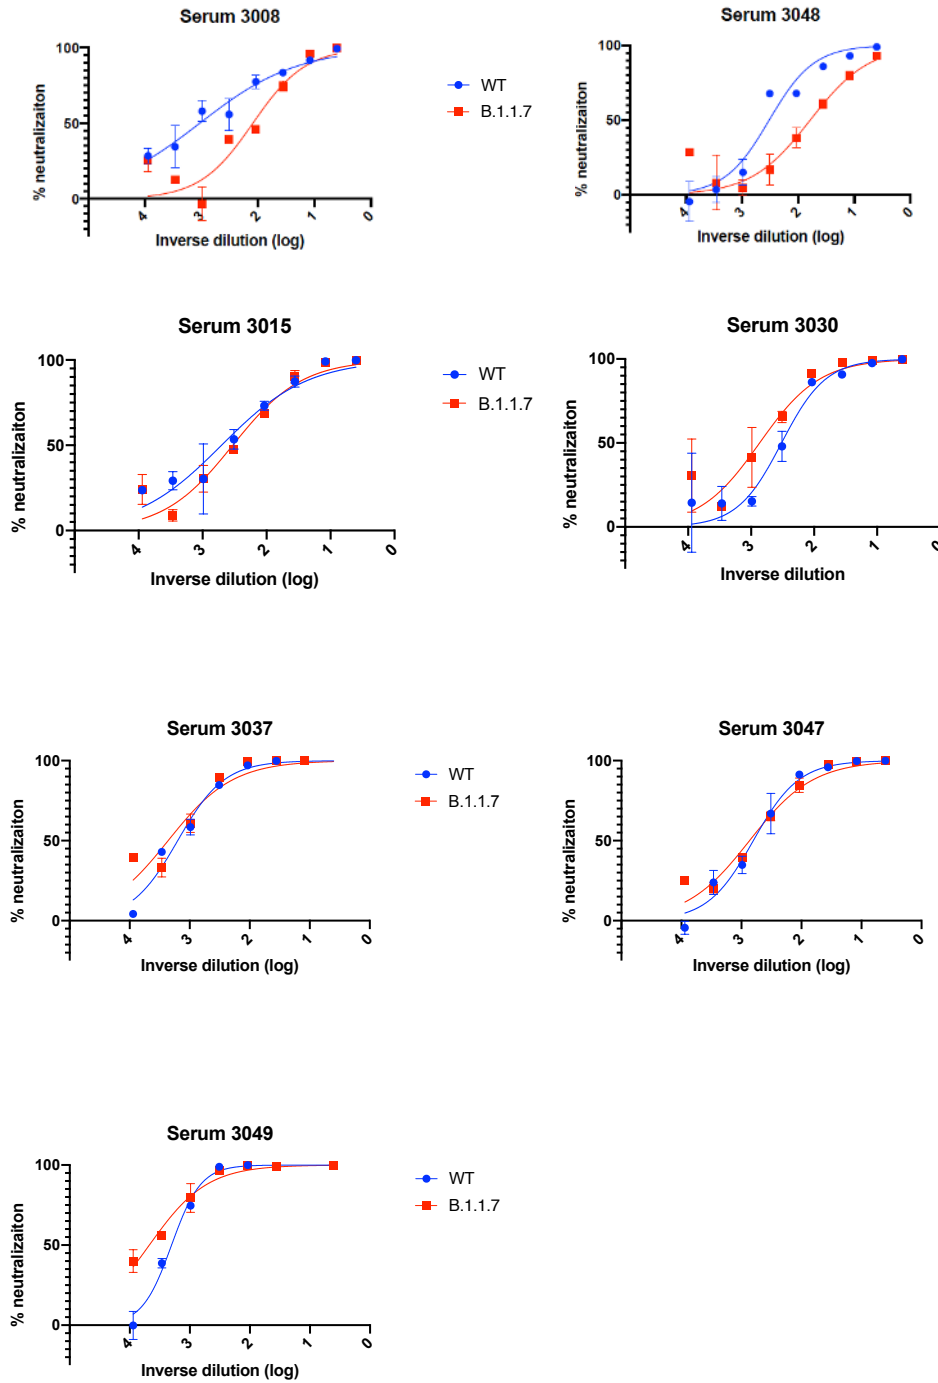 Serum 3008
% neutralizaiton
100
50
0
4
3
2
1
0
Inverse dilution (log)
WT
B.1.1.7
Serum 3048
% neutralizaiton
100
50
0
4
3
2
1
0
Inverse dilution (log)
Serum 3015
% neutralizaiton
100
50
0
4
3
2
1
0
Inverse dilution (log)
WT
B.1.1.7
Serum 3030
% neutralizaiton
100
50
0
4
3
2
1
0
Inverse dilution
Serum 3037
% neutralizaiton
100
50
0
4
3
2
1
0
Inverse dilution (log)
WT
B.1.1.7
Serum 3047
% neutralizaiton
100
50
0
4
3
2
1
0
Inverse dilution (log)
Serum 3049
% neutralizaiton
100
50
0
4
3
2
1
0
Inverse dilution (log)
WT
B.1.1.7